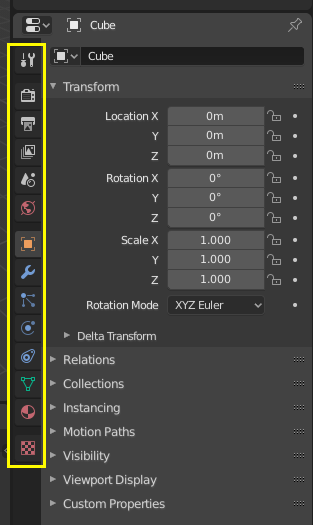 Cube
Cube
Transform
Location X 0m
Y 0m
Z 0m
Rotation X 0°
Y 0°
Z 0°
Scale X 1.000
Y 1.000
Z 1.000
Rotation Mode XYZ Euler
Delta Transform
Relations
Collections
Instancing
Motion Paths
Visibility
Viewport Display
Custom Properties